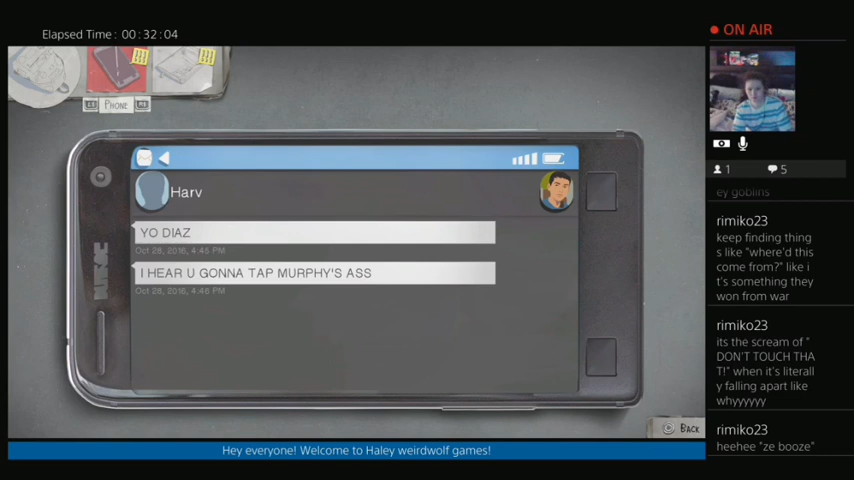 Elapsed Time : 00:32:04
ON AIR
PHONE
1
5
Harv
YO DIAZ
Oct 28, 2016, 4:45 PM
I HEAR U GONNA TAP MURPHY'S ASS
Oct 28, 2016, 4:46 PM
BACK
Hey everyone! Welcome to Haley weirdwolf games!
ey goblins
rimiko23
keep finding thing
s like "where'd this
come from?" like i
t's something they
won from war
rimiko23
its the scream of "
DON'T TOUCH THA
T!" when it's literall
y falling apart like
whyyyyy
rimiko23
heehee "ze booze"